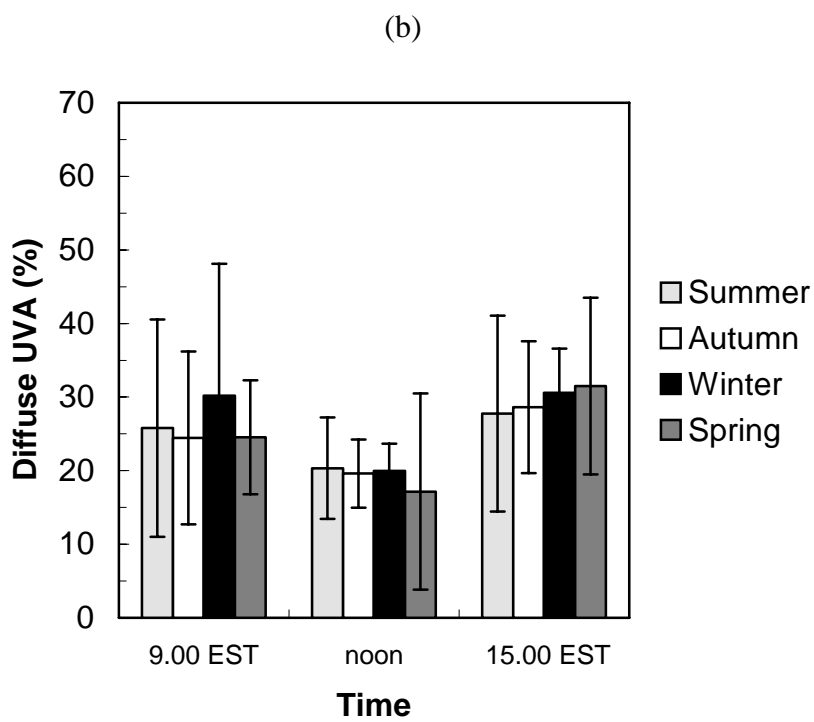 (b)
70
60
50
40
30
20
10
0
Diffuse UVA (%)
9.00 EST noon 15.00 EST
Time
Summer
Autumn
Winter
Spring